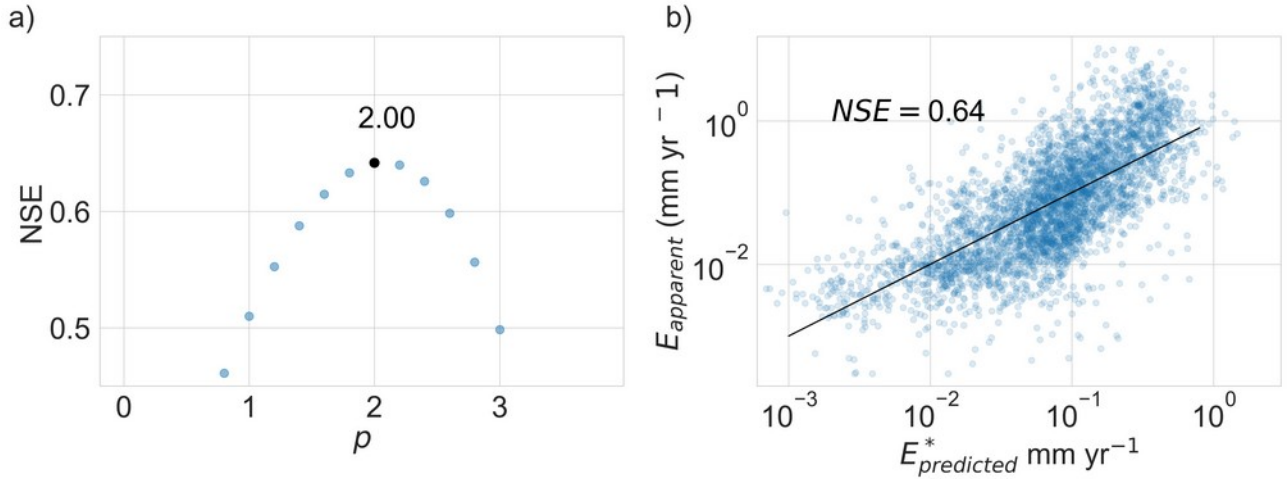 a)
NSE
0.7
0.6
0.5
2.00
0 1 2 3
p
b)
E_apparent (mm yr − 1)
10^0
10^−2
NSE = 0.64
10^−3 10^−2 10^−1 10^0
E*_predicted mm yr^−1